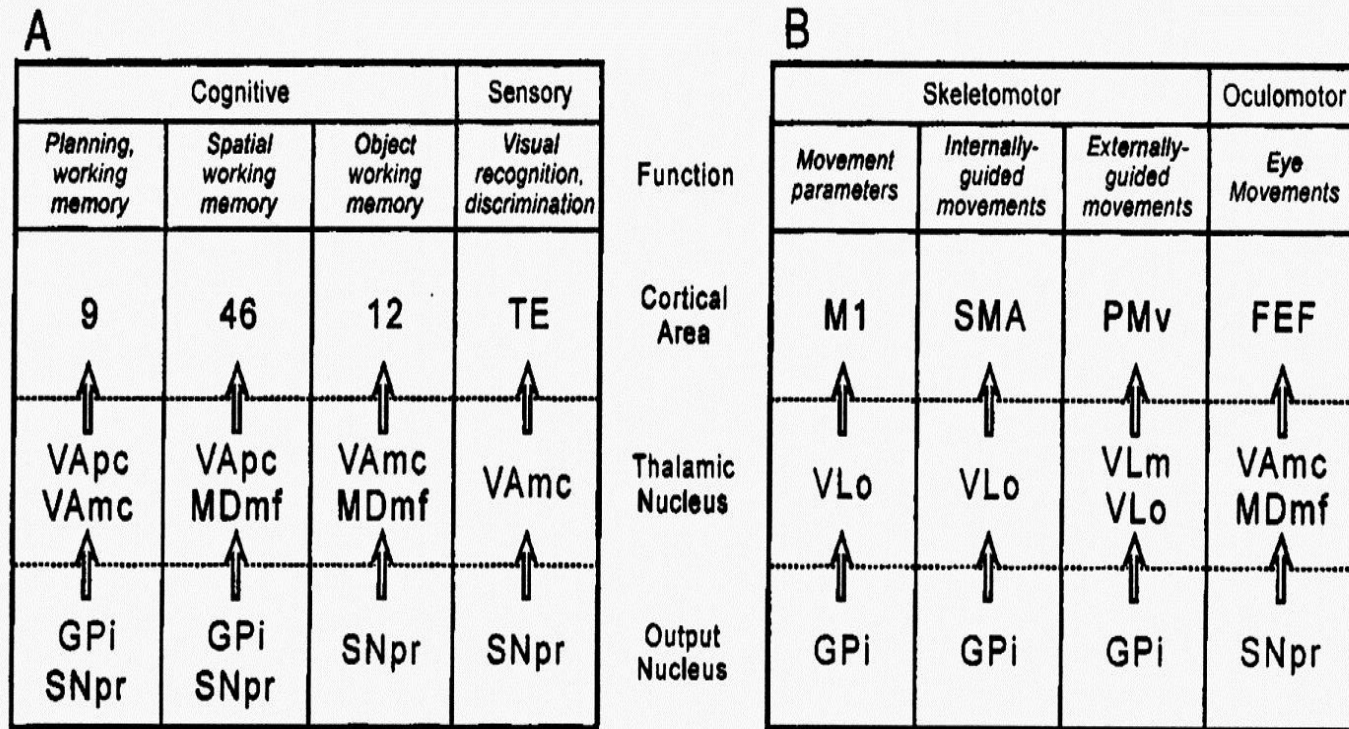 A
Cognitive
Sensory
Planning,
working
memory
Spatial
working
memory
Object
working
memory
Visual
recognition,
discrimination
9
46
12
TE
VApc
VAmc
VApc
MDmf
VAmc
MDmf
VAmc
GPi
SNpr
GPi
SNpr
SNpr
SNpr
Function
Cortical
Area
Thalamic
Nucleus
Output
Nucleus
B
Skeletomotor
Oculomotor
Movement
parameters
Internally-
guided
movements
Externally-
guided
movements
Eye
Movements
M1
SMA
PMv
FEF
VLo
VLo
VLm
VLo
VAmc
MDmf
GPi
GPi
GPi
SNpr